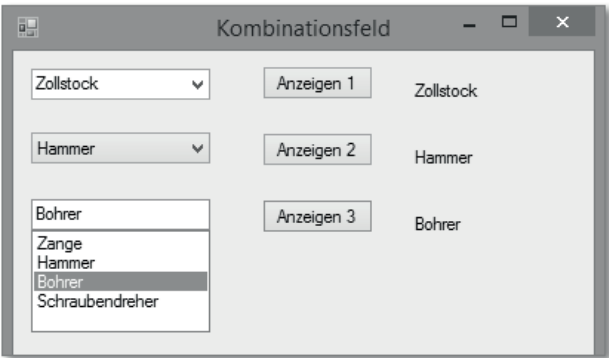 Kombinationsfeld
Zollstock
Anzeigen 1
Zollstock
Hammer
Anzeigen 2
Hammer
Bohrer
Anzeigen 3
Bohrer
Zange
Hammer
Bohrer
Schraubendreher